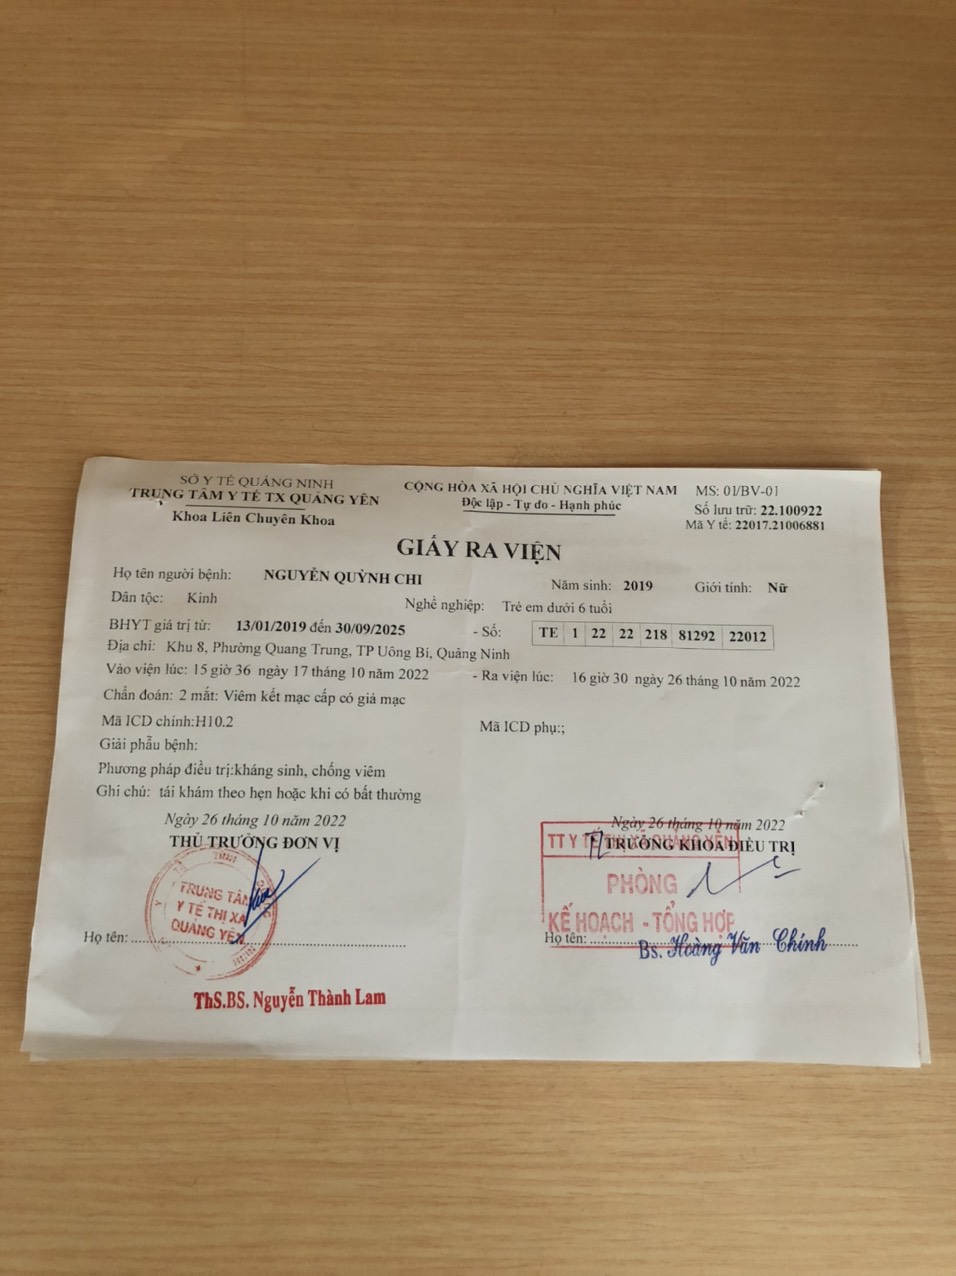 SỞ Y TẾ QUẢNG NINH
TRUNG TÂM Y TẾ TX QUẢNG YÊN
Khoa Liên Chuyên Khoa
CỘNG HÒA XÃ HỘI CHỦ NGHĨA VIỆT NAM
Độc lập - Tự do - Hạnh phúc
MS: 01/BV-01
Số lưu trữ: 22.100922
Mã Y tế: 22017.21006881
GIẤY RA VIỆN
Họ tên người bệnh: NGUYỄN QUỲNH CHI Năm sinh: 2019 Giới tính: Nữ
Dân tộc: Kinh Nghề nghiệp: Trẻ em dưới 6 tuổi
BHYT giá trị từ: 13/01/2019 đến 30/09/2025 - Số: TE 1 22 22 218 81292 22012
Địa chỉ: Khu 8, Phường Quang Trung, TP Uông Bí, Quảng Ninh
Vào viện lúc: 15 giờ 36 ngày 17 tháng 10 năm 2022 - Ra viện lúc: 16 giờ 30 ngày 26 tháng 10 năm 2022
Chẩn đoán: 2 mắt: Viêm kết mạc cấp có giả mạc
Mã ICD chính:H10.2 Mã ICD phụ:;
Giải phẫu bệnh:
Phương pháp điều trị:kháng sinh, chống viêm
Ghi chú: tái khám theo hẹn hoặc khi có bất thường
Ngày 26 tháng 10 năm 2022
THỦ TRƯỞNG ĐƠN VỊ
TRUNG TÂM
Y TẾ THỊ XÃ
QUẢNG YÊN
Họ tên:
ThS.BS. Nguyễn Thành Lam
Ngày 26 tháng 10 năm 2022
TRƯỞNG KHOA ĐIỀU TRỊ
TT Y TẾ THỊ XÃ QUẢNG YÊN
PHÒNG
KẾ HOẠCH - TỔNG HỢP
Họ tên:
Bs. Hoàng Văn Chính